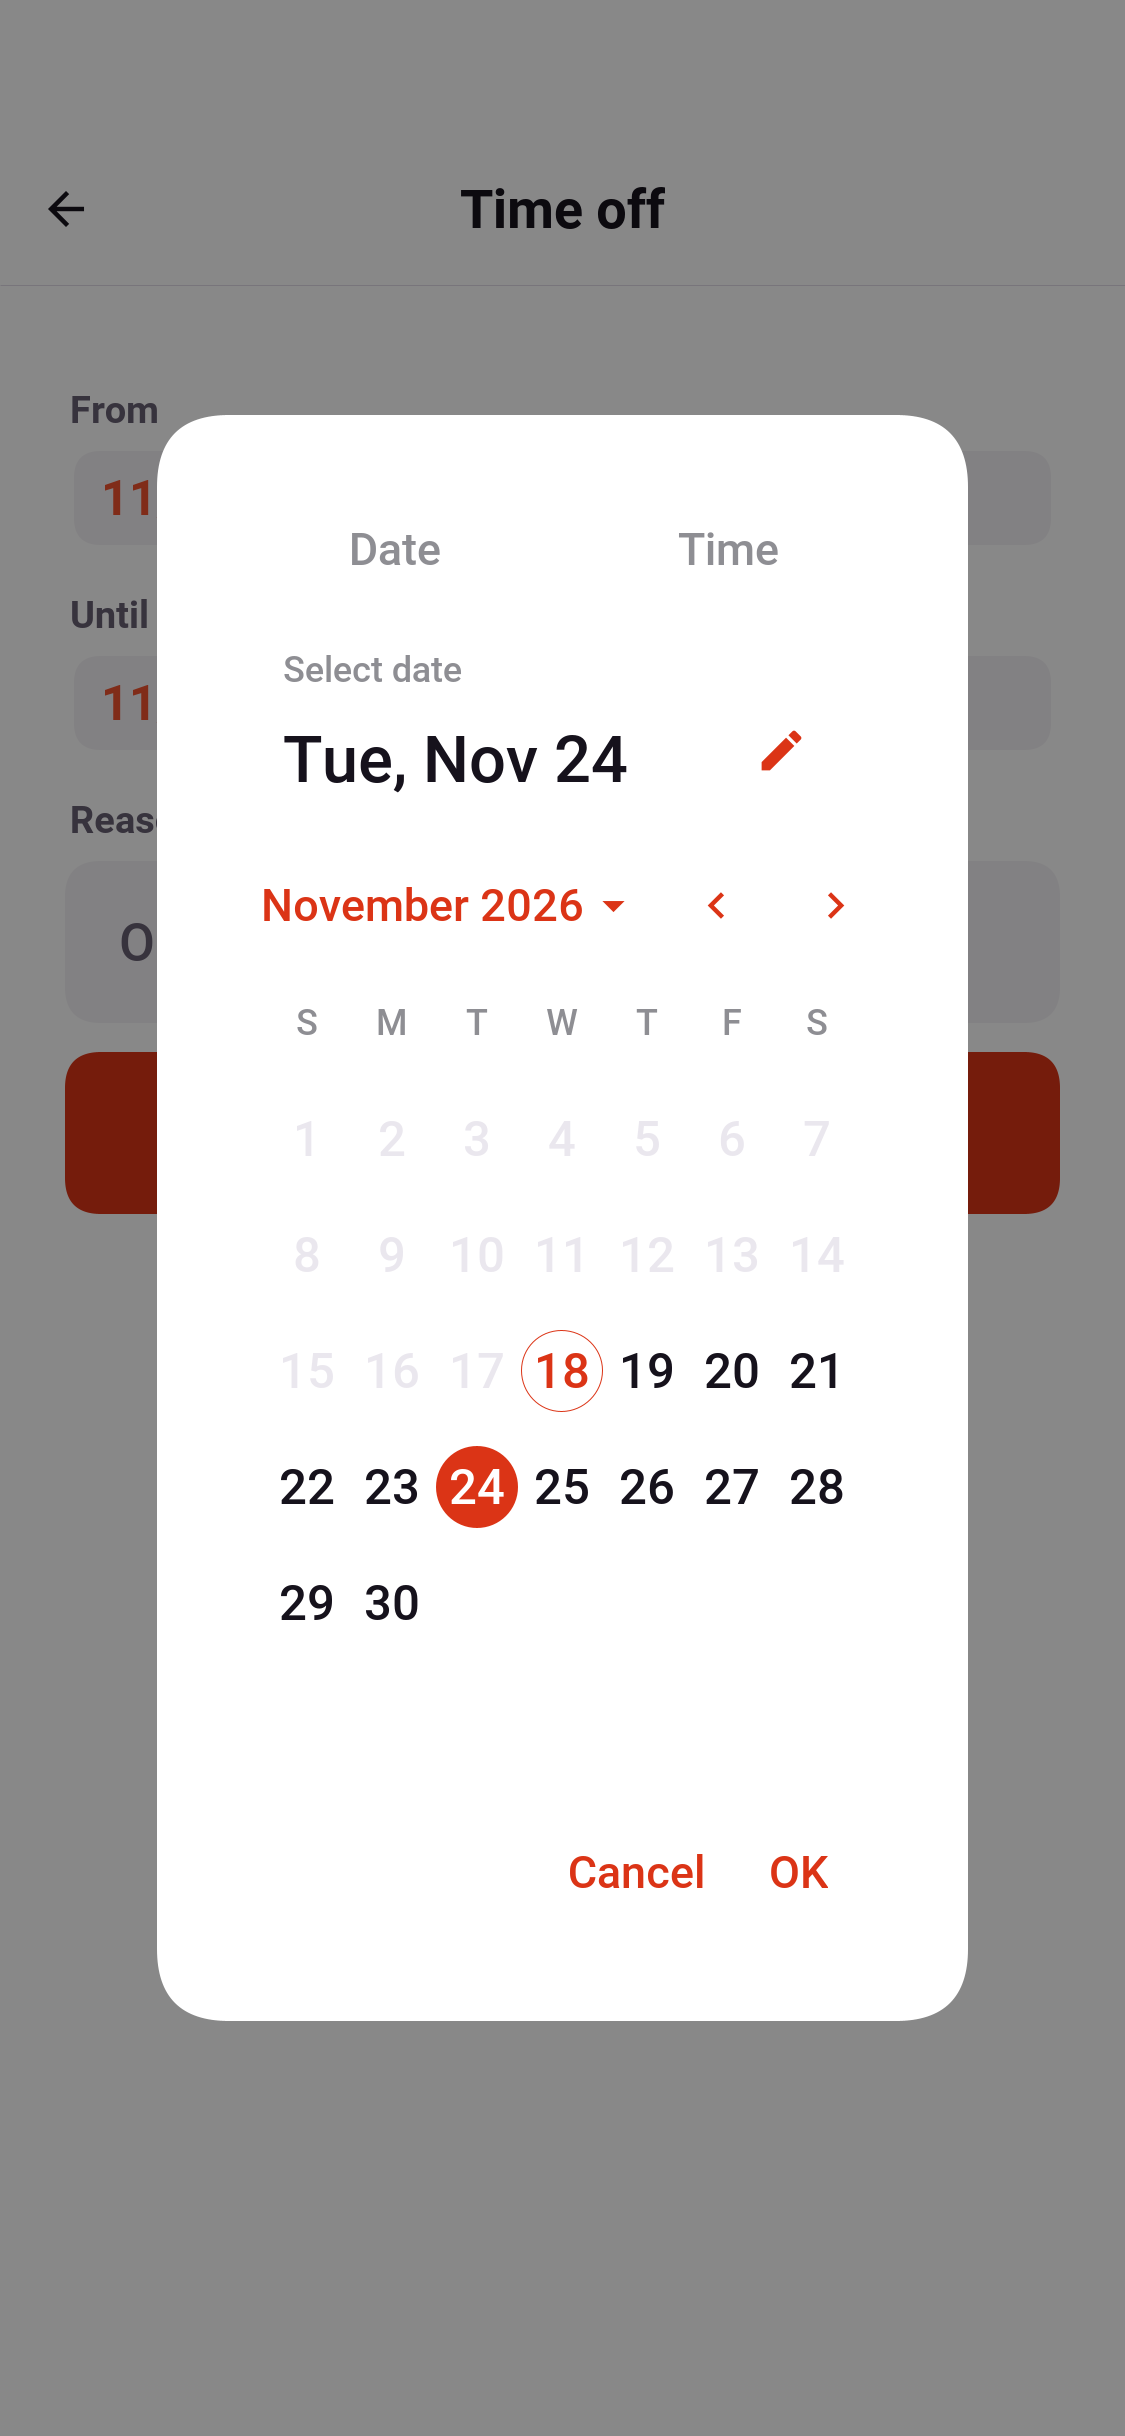 Time off
From
11
Until
11
Date Time
Select date
Tue, Nov 24
November 2026
S M T W T F S
1 2 3 4 5 6 7
8 9 10 11 12 13 14
15 16 17 18 19 20 21
22 23 24 25 26 27 28
29 30
Cancel OK